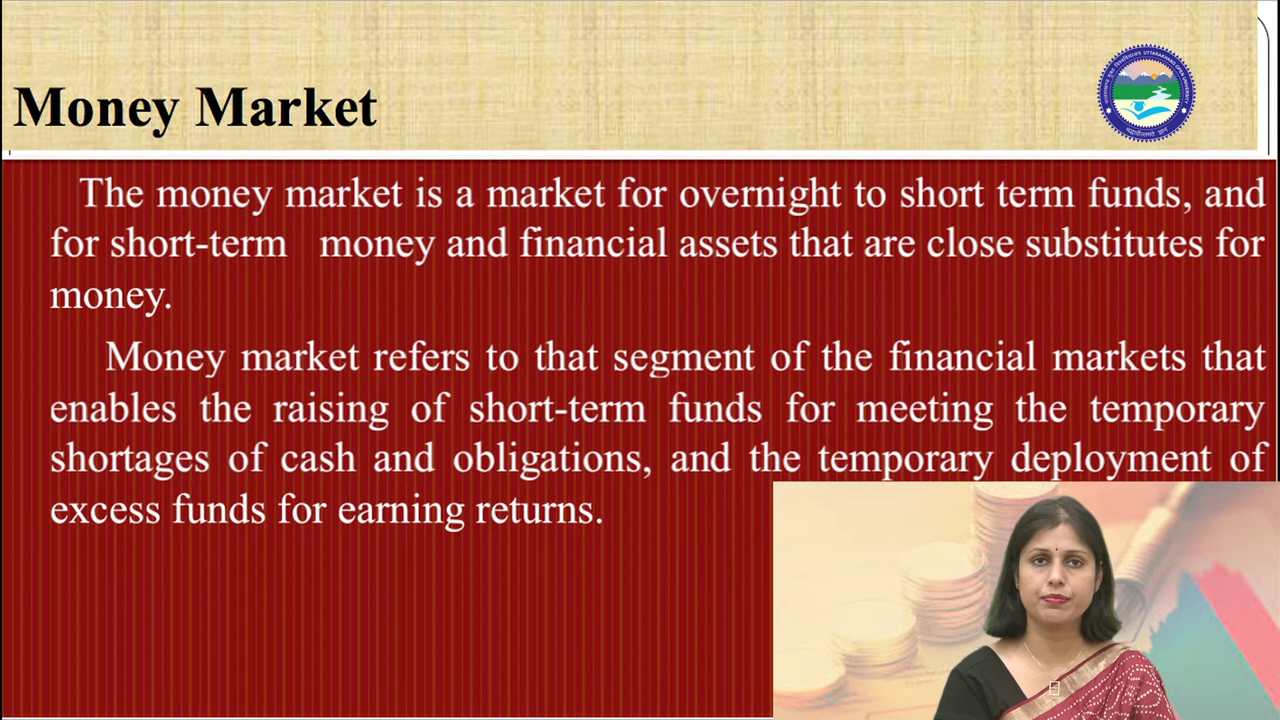 Money Market
UTTARAKHAND OPEN UNIVERSITY
The money market is a market for overnight to short term funds, and
for short-term money and financial assets that are close substitutes for
money.
Money market refers to that segment of the financial markets that
enables the raising of short-term funds for meeting the temporary
shortages of cash and obligations, and the temporary deployment of
excess funds for earning returns.